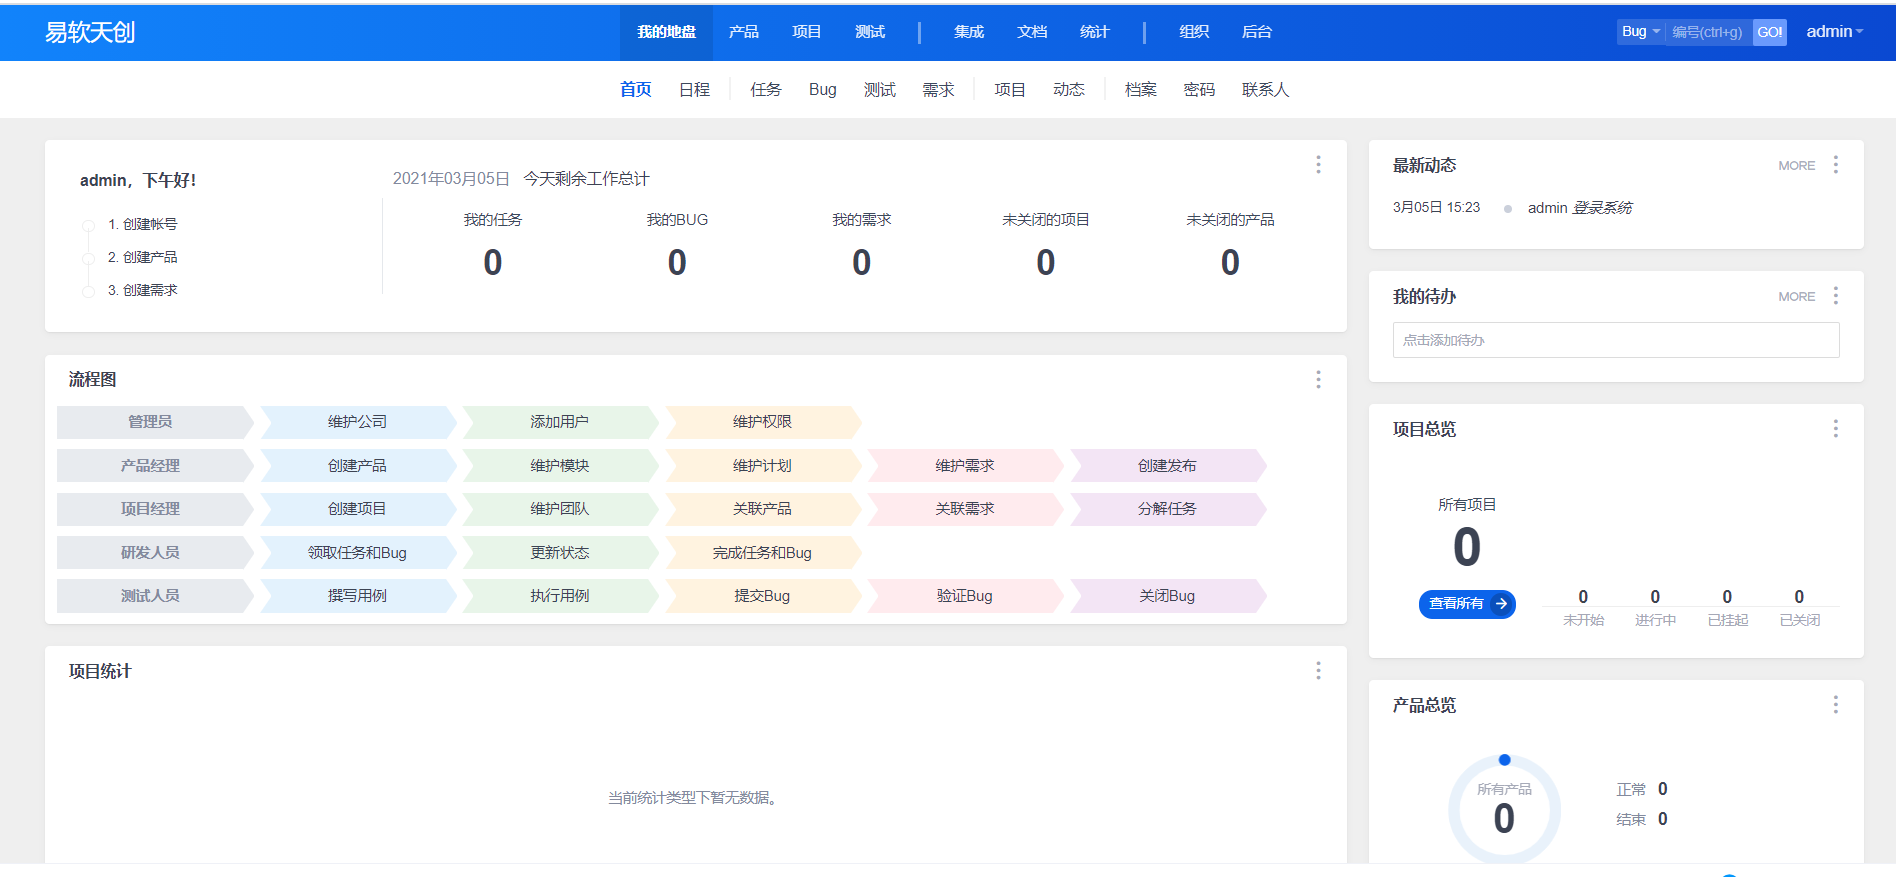 易软天创 我的地盘 产品 项目 测试 集成 文档 统计 组织 后台 Bug 编号(ctrl+g) GO! admin
首页 日程 任务 Bug 测试 需求 项目 动态 档案 密码 联系人
admin，下午好！
1. 创建帐号
2. 创建产品
3. 创建需求
2021年03月05日 今天剩余工作总计
我的任务 我的BUG 我的需求 未关闭的项目 未关闭的产品
0 0 0 0 0
流程图
管理员 维护公司 添加用户 维护权限
产品经理 创建产品 维护模块 维护计划 维护需求 创建发布
项目经理 创建项目 维护团队 关联产品 关联需求 分解任务
研发人员 领取任务和Bug 更新状态 完成任务和Bug
测试人员 撰写用例 执行用例 提交Bug 验证Bug 关闭Bug
项目统计
当前统计类型下暂无数据。
最新动态 MORE
3月05日 15:23 admin 登录系统
我的待办 MORE
点击添加待办
项目总览
所有项目
0
查看所有
0 0 0 0
未开始 进行中 已挂起 已关闭
产品总览
所有产品
0
正常 0
结束 0